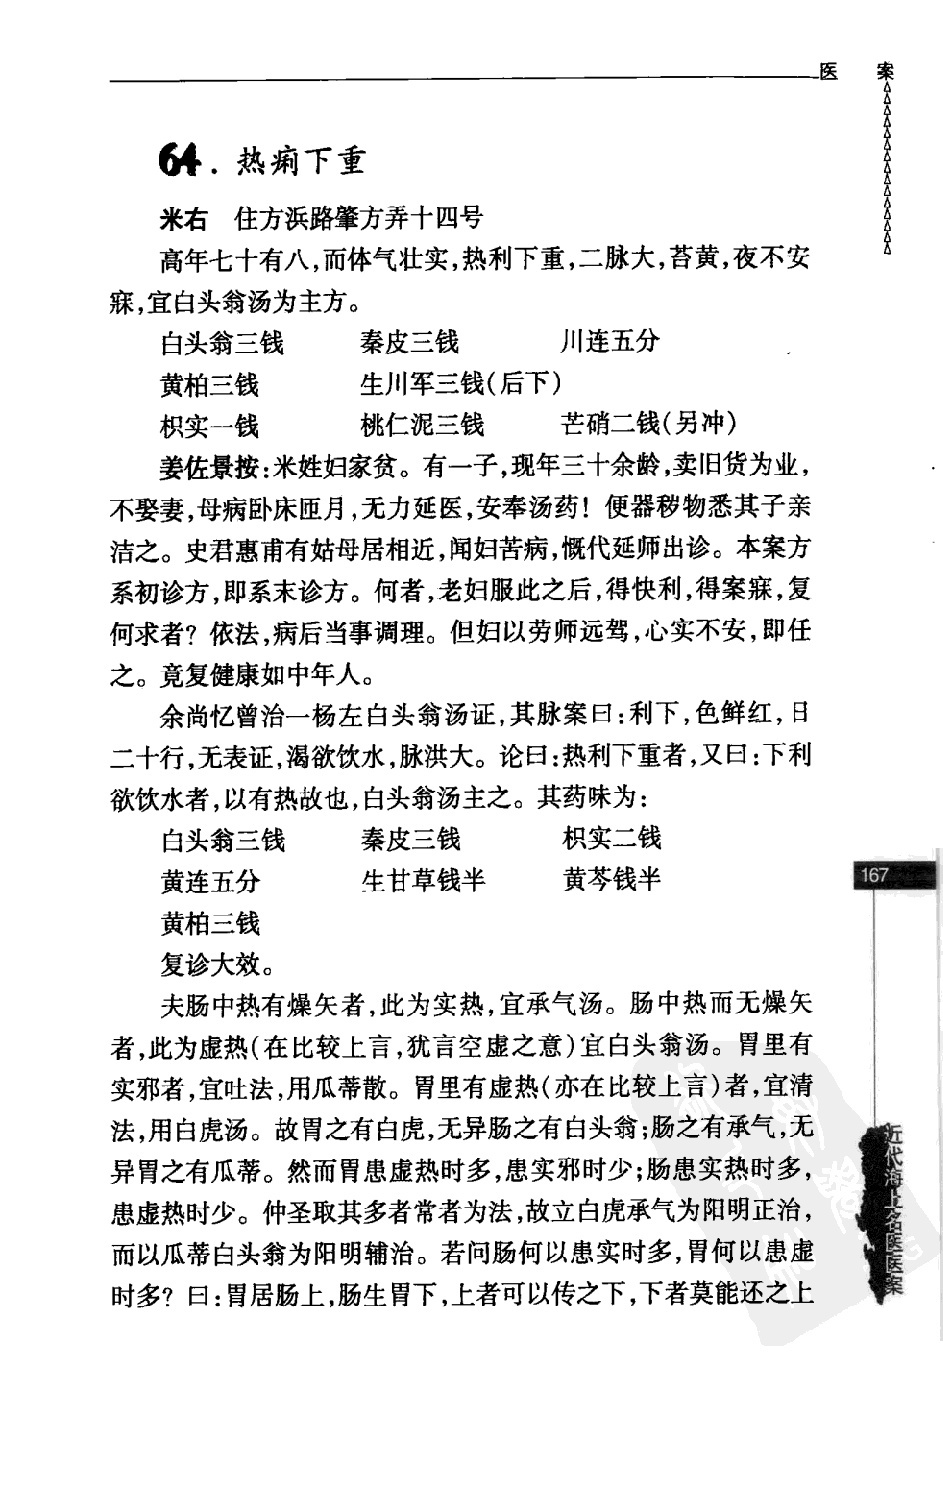 医 案
64. 热痢下重
米右 住方浜路肇方弄十四号
高年七十有八,而体气壮实,热利下重,二脉大,苔黄,夜不安
寐,宜白头翁汤为主方。
白头翁三钱 秦皮三钱 川连五分
黄柏三钱 生川军三钱(后下)
枳实一钱 桃仁泥三钱 芒硝二钱(另冲)
姜佐景按:米姓妇家贫。有一子,现年三十余龄,卖旧货为业,
不娶妻,母病卧床匝月,无力延医,安奉汤药!便器秽物悉其子亲
洁之。史君惠甫有姑母居相近,闻妇苦病,慨代延师出诊。本案方
系初诊方,即系末诊方。何者,老妇服此之后,得快利,得案寐,复
何求者?依法,病后当事调理。但妇以劳师远驾,心实不安,即任
之。竟复健康如中年人。
余尚忆曾治一杨左白头翁汤证,其脉案曰:利下,色鲜红,日
二十行,无表证,渴欲饮水,脉洪大。论曰:热利下重者,又曰:下利
欲饮水者,以有热故也,白头翁汤主之。其药味为:
白头翁三钱 秦皮三钱 枳实二钱
黄连五分 生甘草钱半 黄芩钱半
黄柏三钱
复诊大效。
夫肠中热有燥矢者,此为实热,宜承气汤。肠中热而无燥矢
者,此为虚热(在比较上言,犹言空虚之意)宜白头翁汤。胃里有
实邪者,宜吐法,用瓜蒂散。胃里有虚热(亦在比较上言)者,宜清
法,用白虎汤。故胃之有白虎,无异肠之有白头翁;肠之有承气,无
异胃之有瓜蒂。然而胃患虚热时多,患实邪时少;肠患实热时多,
患虚热时少。仲圣取其多者常者为法,故立白虎承气为阳明正治,
而以瓜蒂白头翁为阳明辅治。若问肠何以患实时多,胃何以患虚
时多?曰:胃居肠上,肠生胃下,上者可以传之下,下者莫能还之上
167
近代海上名医医案